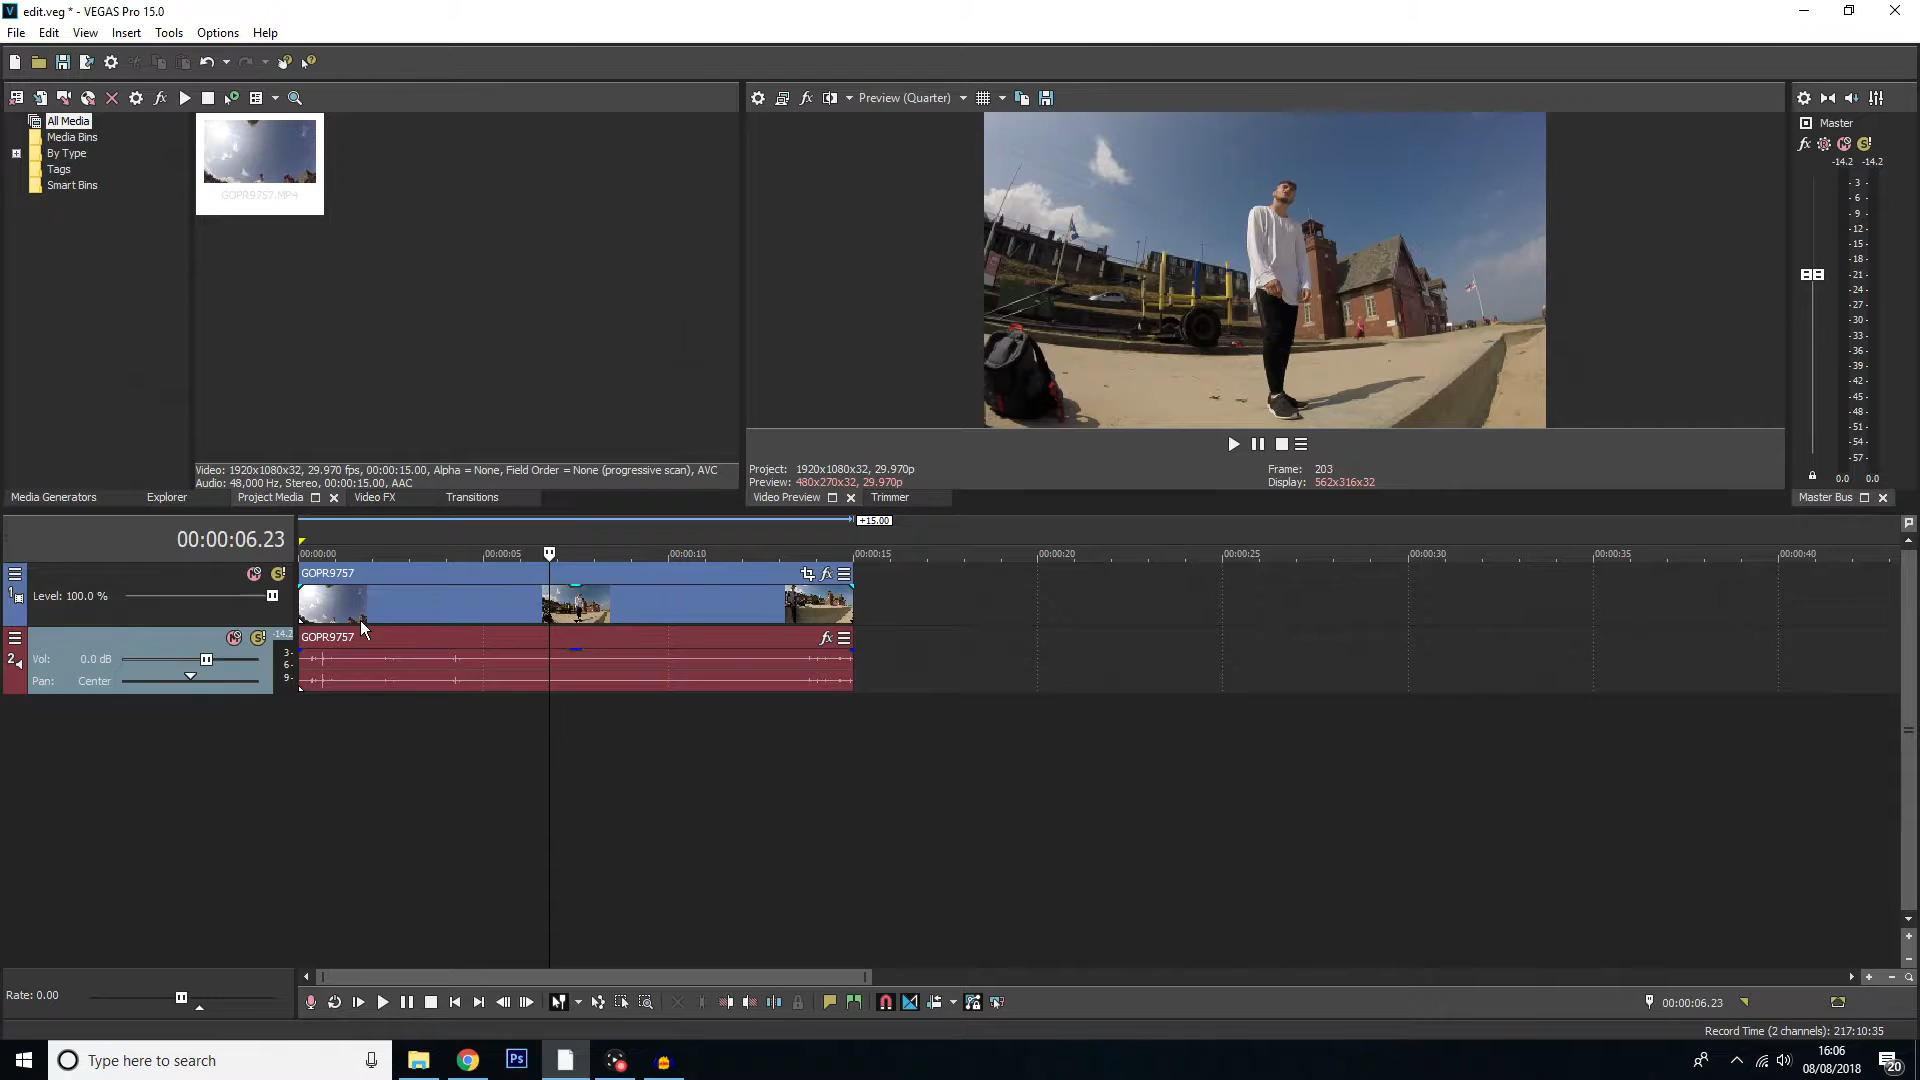 edit.veg * - VEGAS Pro 15.0
File Edit View Insert Tools Options Help
Preview (Quarter)
All Media
Media Bins
By Type
Tags
Smart Bins
GOPR9757.MP4
Master
-14.2 -14.2
3
6
9
12
15
18
21
24
27
30
33
36
39
42
45
48
51
54
57
0.0 0.0
Video: 1920x1080x32, 29.970 fps, 00:00:15.00, Alpha = None, Field Order = None (progressive scan), AVC
Audio: 48,000 Hz, Stereo, 00:00:15.00, AAC
Project: 1920x1080x32, 29.970p
Preview: 480x270x32, 29.970p
Frame: 203
Display: 562x316x32
Media Generators Explorer Project Media Video FX Transitions
Video Preview Trimmer
Master Bus
+15.00
00:00:06.23
00:00:00 00:00:05 00:00:10 00:00:15 00:00:20 00:00:25 00:00:30 00:00:35 00:00:40
GOPR9757
1
Level: 100.0 %
GOPR9757
-14.2
2
Vol: 0.0 dB
Pan: Center
3-
6-
9-
Rate: 0.00
00:00:06.23
Record Time (2 channels): 217:10:35
Type here to search
Ps
16:06
08/08/2018
20